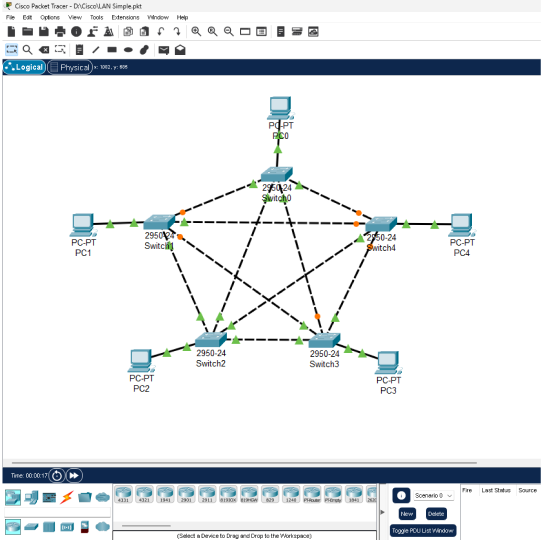 Cisco Packet Tracer - D:\Cisco\LAN Simple.pkt
File Edit Options View Tools Extensions Window Help
Logical Physical x: 1002, y: 605
PC-PT
PC0
2950-24
Switch0
PC-PT
PC1
2950-24
Switch1
2950-24
Switch4
PC-PT
PC4
2950-24
Switch2
PC-PT
PC2
2950-24
Switch3
PC-PT
PC3
Time: 00:00:17
4331 4321 1941 2901 2911 819HGW 829 1240 PT-Router PT-Empty 1841
Scenario 0
New Delete
Toggle PDU List Window
Fire Last Status Source
(Select a Device to Drag and Drop to the Workspace)